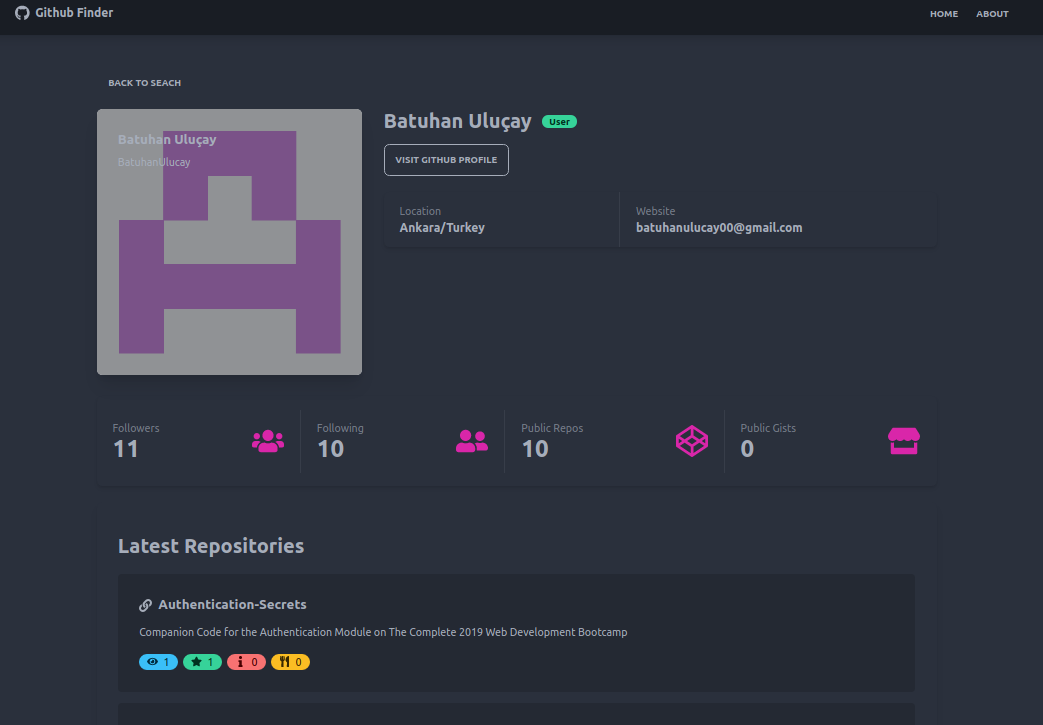 Github Finder
HOME ABOUT
BACK TO SEACH
Batuhan Uluçay
BatuhanUlucay
Batuhan Uluçay User
VISIT GITHUB PROFILE
Location
Ankara/Turkey
Website
batuhanulucay00@gmail.com
Followers
11
Following
10
Public Repos
10
Public Gists
0
Latest Repositories
Authentication-Secrets
Companion Code for the Authentication Module on The Complete 2019 Web Development Bootcamp
1 1 0 0